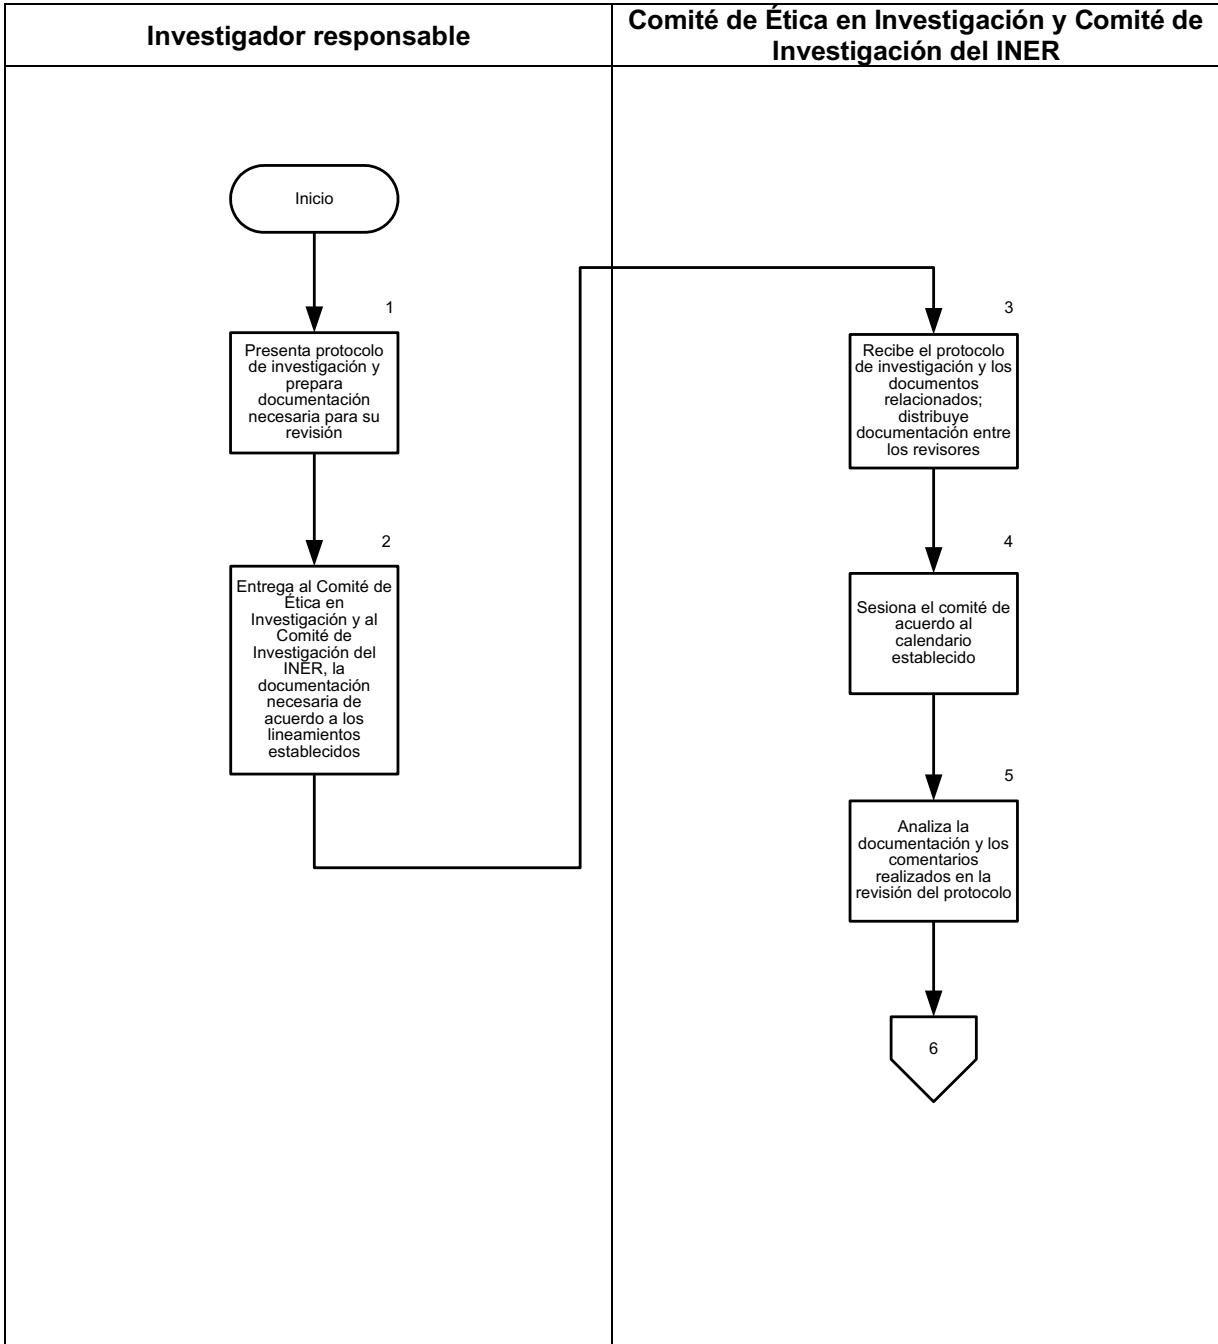 Investigador responsable
Comité de Ética en Investigación y Comité de
Investigación del INER
Inicio
1
Presenta protocolo
de investigación y
prepara
documentación
necesaria para su
revisión
2
Entrega al Comité de
Ética en
Investigación y al
Comité de
Investigación del
INER, la
documentación
necesaria de
acuerdo a los
lineamientos
establecidos
3
Recibe el protocolo
de investigación y los
documentos
relacionados;
distribuye
documentación entre
los revisores
4
Sesiona el comité de
acuerdo al
calendario
establecido
5
Analiza la
documentación y los
comentarios
realizados en la
revisión del protocolo
6